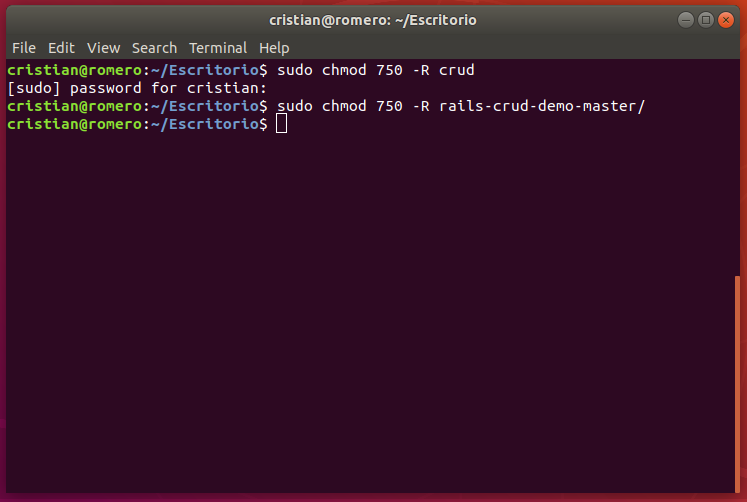 cristian@romero: ~/Escritorio
File Edit View Search Terminal Help
cristian@romero:~/Escritorio$ sudo chmod 750 -R crud
[sudo] password for cristian:
cristian@romero:~/Escritorio$ sudo chmod 750 -R rails-crud-demo-master/
cristian@romero:~/Escritorio$